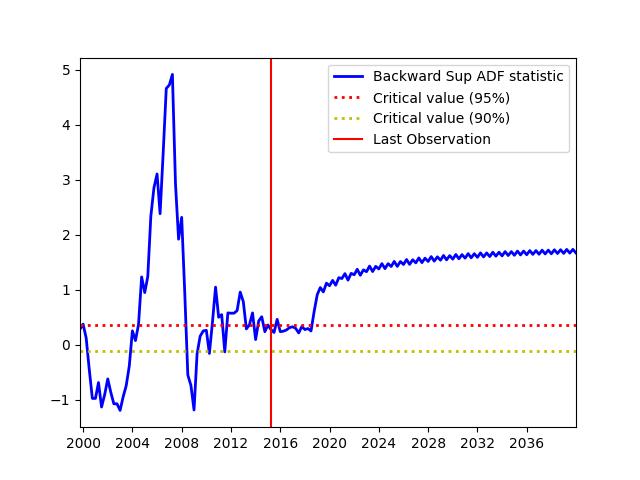 Backward Sup ADF statistic
Critical value (95%)
Critical value (90%)
Last Observation
5
4
3
2
1
0
−1
2000 2004 2008 2012 2016 2020 2024 2028 2032 2036